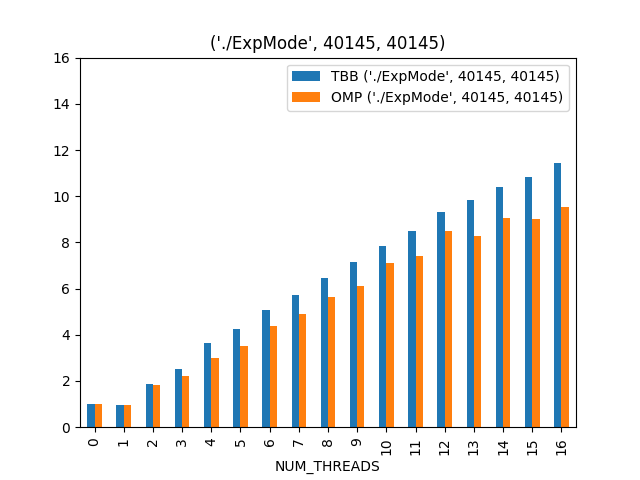 ('./ExpMode', 40145, 40145)
TBB ('./ExpMode', 40145, 40145)
OMP ('./ExpMode', 40145, 40145)
16
14
12
10
8
6
4
2
0
0 1 2 3 4 5 6 7 8 9 10 11 12 13 14 15 16
NUM_THREADS